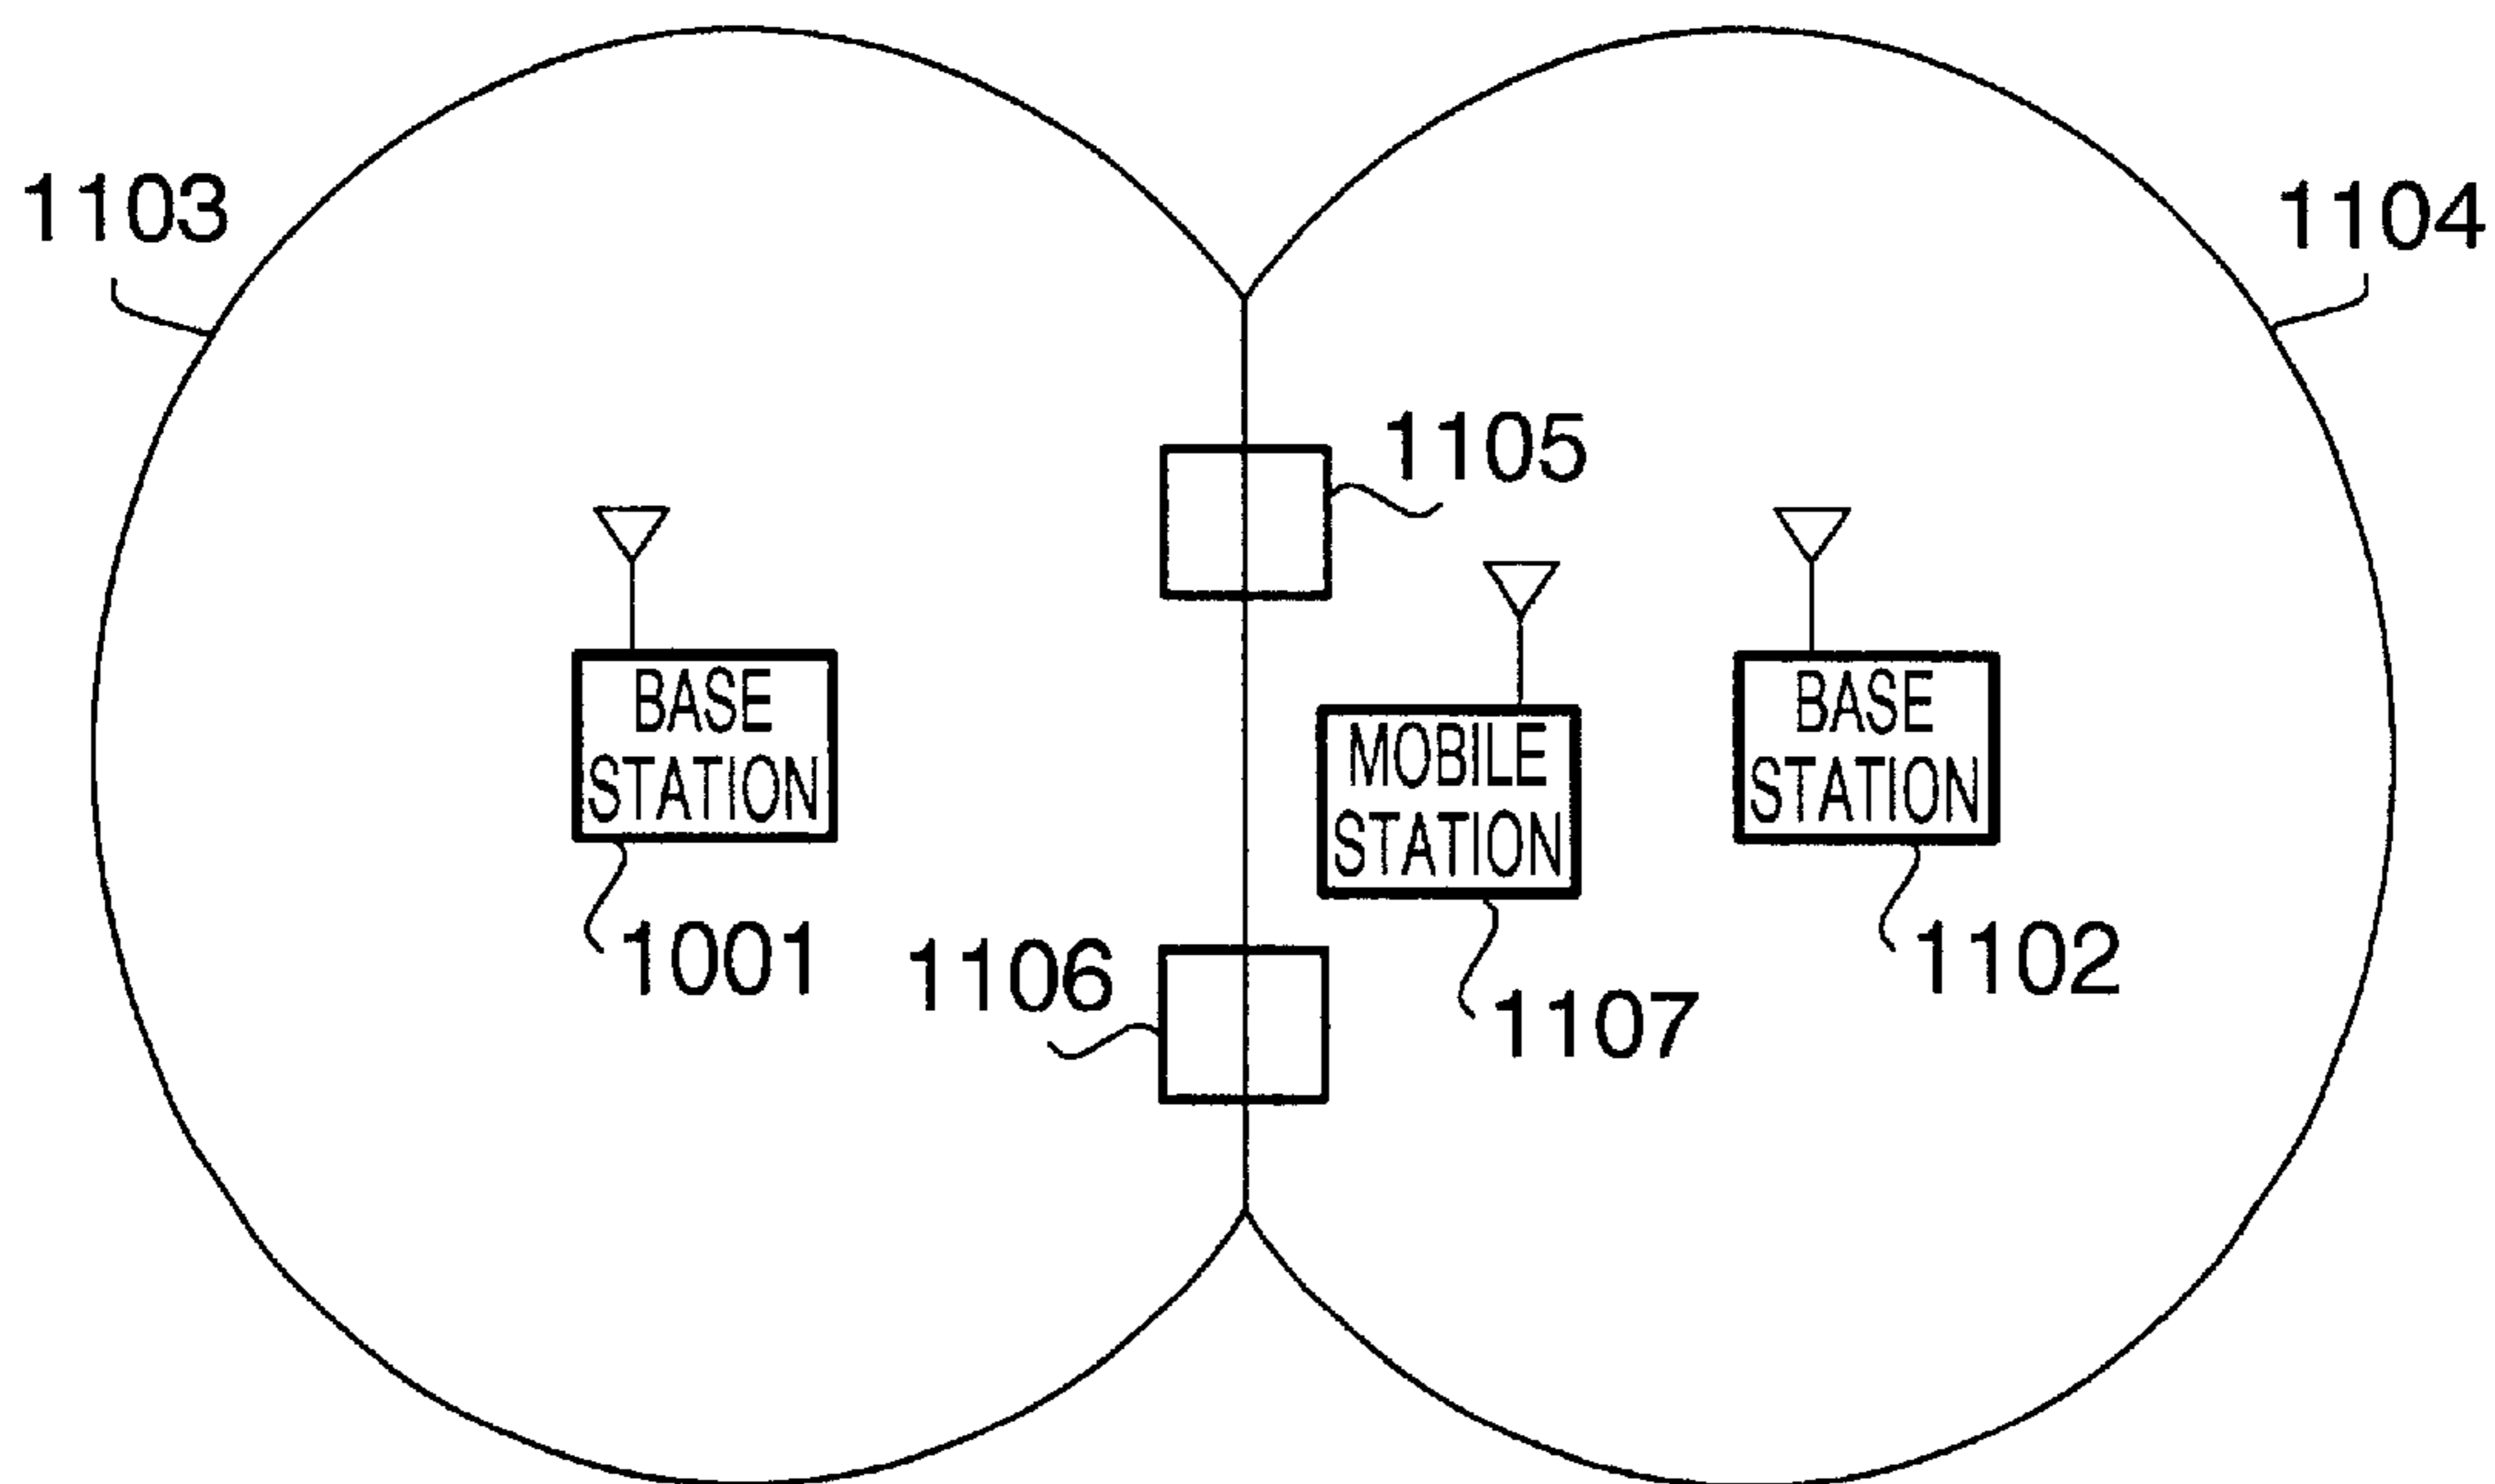 1103
1104
1105
BASE
STATION
1001
MOBILE
STATION
1107
BASE
STATION
1102
1106